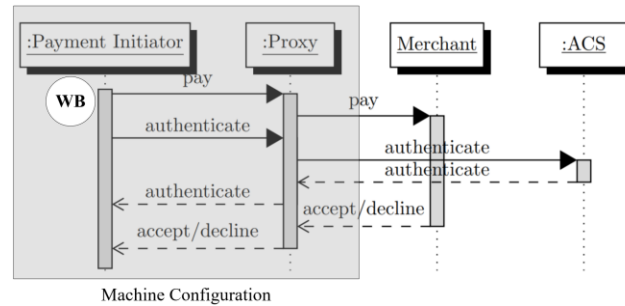 :Payment Initiator
:Proxy
Merchant
:ACS
WB
pay
pay
authenticate
authenticate
authenticate
authenticate
accept/decline
accept/decline
Machine Configuration